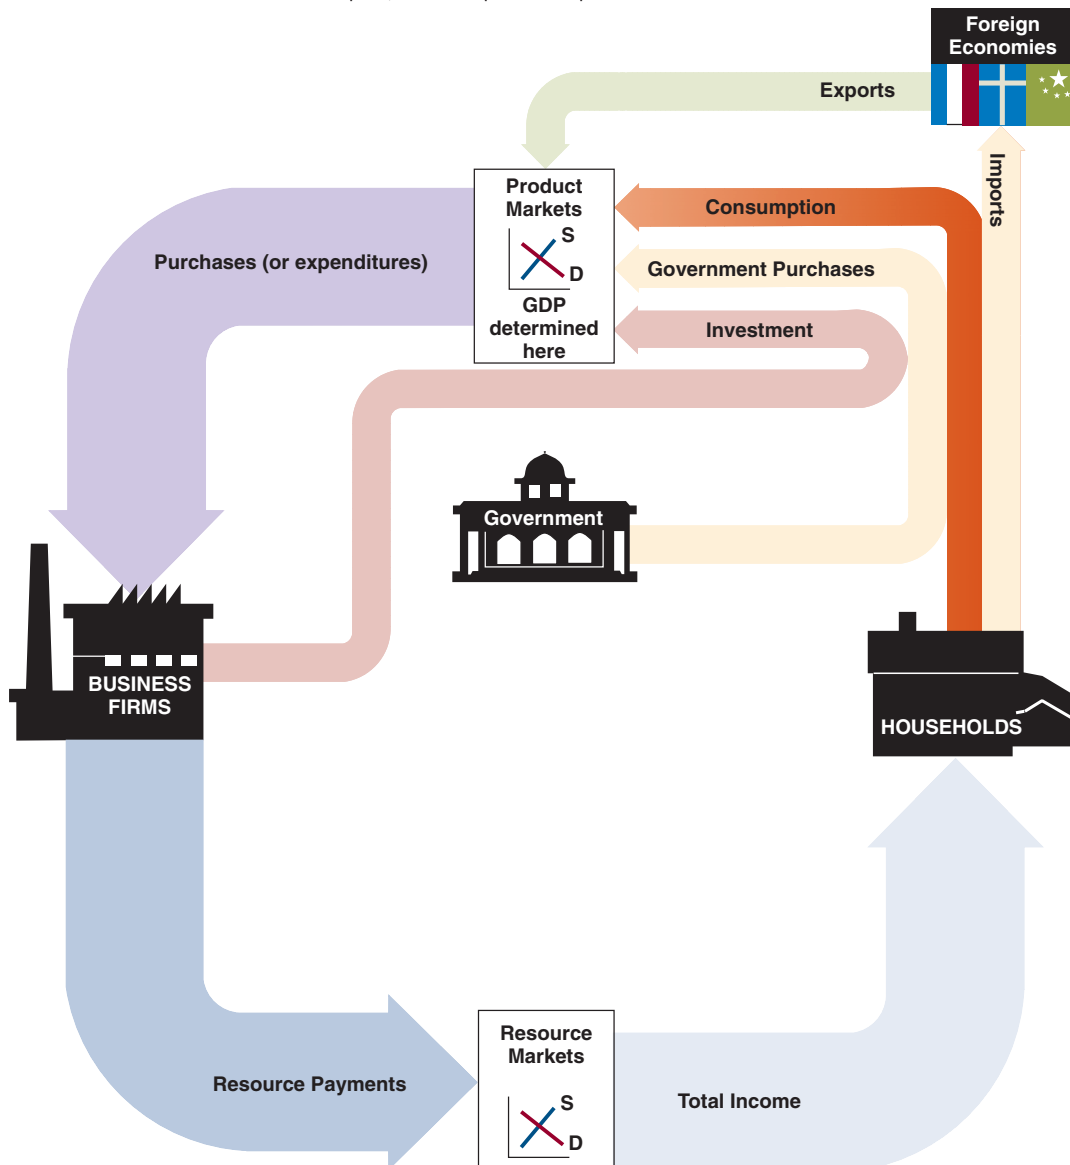 Foreign
Economies
Exports
Imports
Product
Markets
S
D
GDP
determined
here
Consumption
Purchases (or expenditures)
Government Purchases
Investment
Government
BUSINESS
FIRMS
HOUSEHOLDS
Resource
Markets
S
D
Resource Payments
Total Income